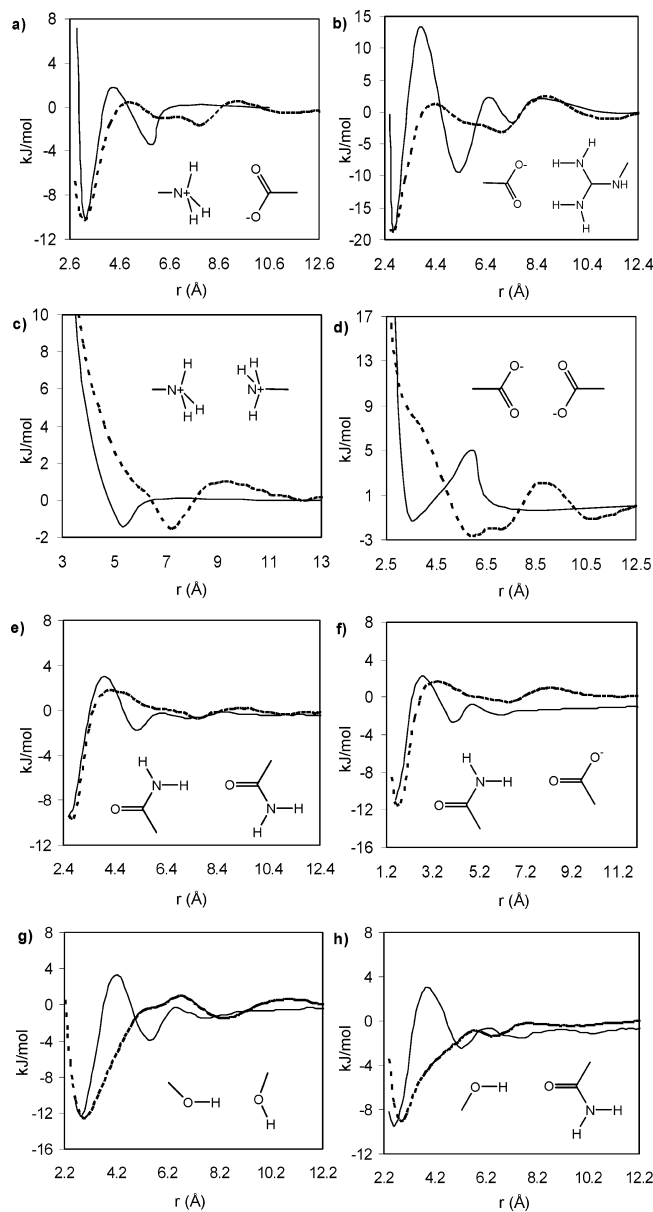 a)
kJ/mol
8
4
0
-4
-8
-12
2.6 4.6 6.6 8.6 10.6 12.6
r (Å)
H
N+
H
H
O
-O
b)
kJ/mol
15
10
5
0
-5
-10
-15
-20
2.4 4.4 6.4 8.4 10.4 12.4
r (Å)
O-
O
H
N
H
NH
H
N
H
c)
kJ/mol
10
8
6
4
2
0
-2
3 5 7 9 11 13
r (Å)
H
N+
H
H
H
H
N+
H
d)
kJ/mol
17
13
9
5
1
-3
2.5 4.5 6.5 8.5 10.5 12.5
r (Å)
O-
O
O
-O
e)
kJ/mol
8
4
0
-4
-8
-12
2.4 4.4 6.4 8.4 10.4 12.4
r (Å)
H
N
H
O
O
N
H
H
f)
kJ/mol
8
4
0
-4
-8
-12
-16
1.2 3.2 5.2 7.2 9.2 11.2
r (Å)
H
N
H
O
O-
O
g)
kJ/mol
8
4
0
-4
-8
-12
-16
2.2 4.2 6.2 8.2 10.2 12.2
r (Å)
O
H
O
H
h)
kJ/mol
8
4
0
-4
-8
-12
2.2 4.2 6.2 8.2 10.2 12.2
r (Å)
O
H
O
N
H
H